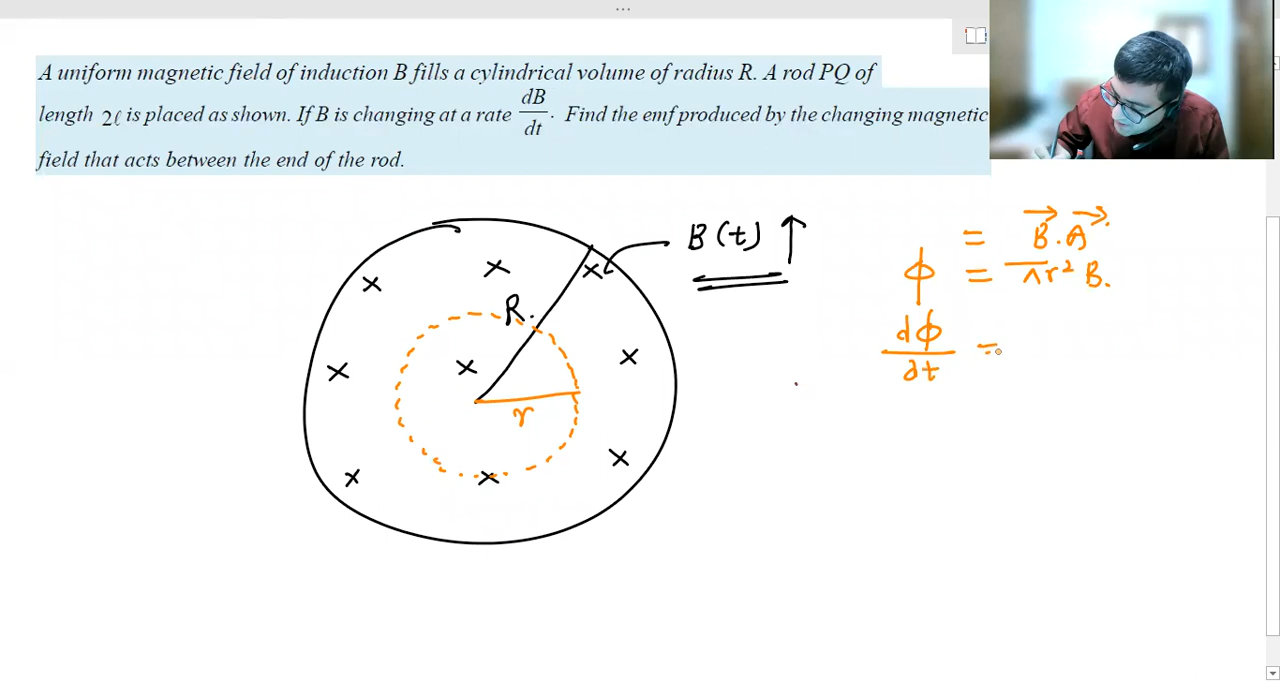 A uniform magnetic field of induction B fills a cylindrical volume of radius R. A rod PQ of
length 2ℓ is placed as shown. If B is changing at a rate dB/dt. Find the emf produced by the changing magnetic
field that acts between the end of the rod.
B(t) ↑
R.
r
= B⃗.A⃗.
ϕ = πr² B.
dϕ/dt =